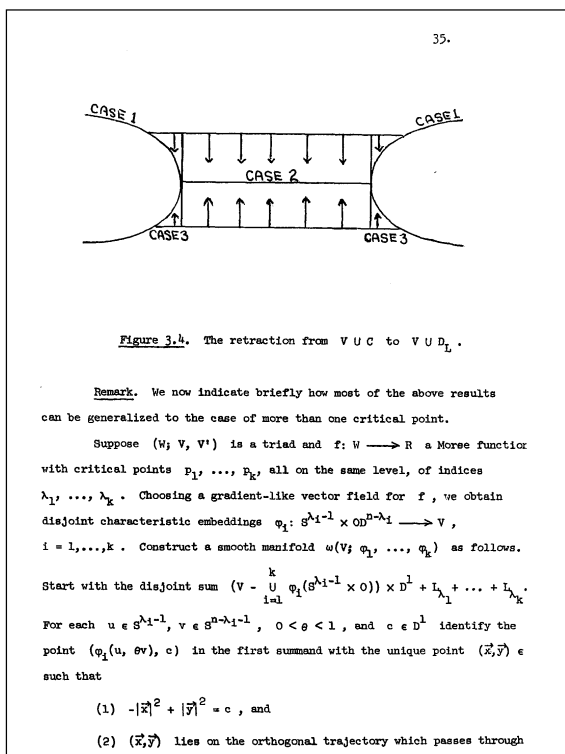 35.
CASE 1 CASE 1
CASE 2
CASE 3 CASE 3
Figure 3.4. The retraction from V U C to V U D_L .
Remark. We now indicate briefly how most of the above results
can be generalized to the case of more than one critical point.
Suppose (W; V, V') is a triad and f: W ⟶ R a Morse function
with critical points p_1, ..., p_k, all on the same level, of indices
λ_1, ..., λ_k . Choosing a gradient-like vector field for f , we obtain
disjoint characteristic embeddings φ_i: S^{λ_i-1} × OD^{n-λ_i} ⟶ V ,
i = 1,...,k . Construct a smooth manifold ω(V; φ_1, ..., φ_k) as follows.
Start with the disjoint sum (V - ∪_{i=1}^{k} φ_i(S^{λ_i-1} × 0)) × D^1 + L_{λ_1} + ... + L_{λ_k}.
For each u ∈ S^{λ_i-1}, v ∈ S^{n-λ_i-1} , 0 < θ < 1 , and c ∈ D^1 identify the
point (φ_i(u, θv), c) in the first summand with the unique point (x⃗,y⃗) ∈
such that
(1) -|x⃗|^2 + |y⃗|^2 = c , and
(2) (x⃗,y⃗) lies on the orthogonal trajectory which passes through